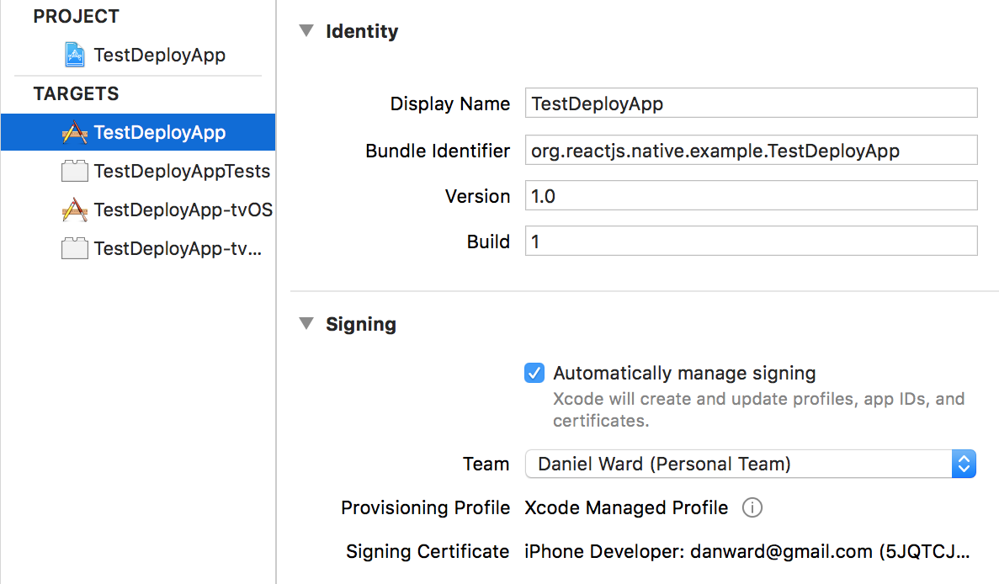 PROJECT
TestDeployApp
TARGETS
TestDeployApp
TestDeployAppTests
TestDeployApp-tvOS
TestDeployApp-tv...
Identity
Display Name TestDeployApp
Bundle Identifier org.reactjs.native.example.TestDeployApp
Version 1.0
Build 1
Signing
Automatically manage signing
Xcode will create and update profiles, app IDs, and
certificates.
Team Daniel Ward (Personal Team)
Provisioning Profile Xcode Managed Profile
Signing Certificate iPhone Developer: danward@gmail.com (5JQTCJ...